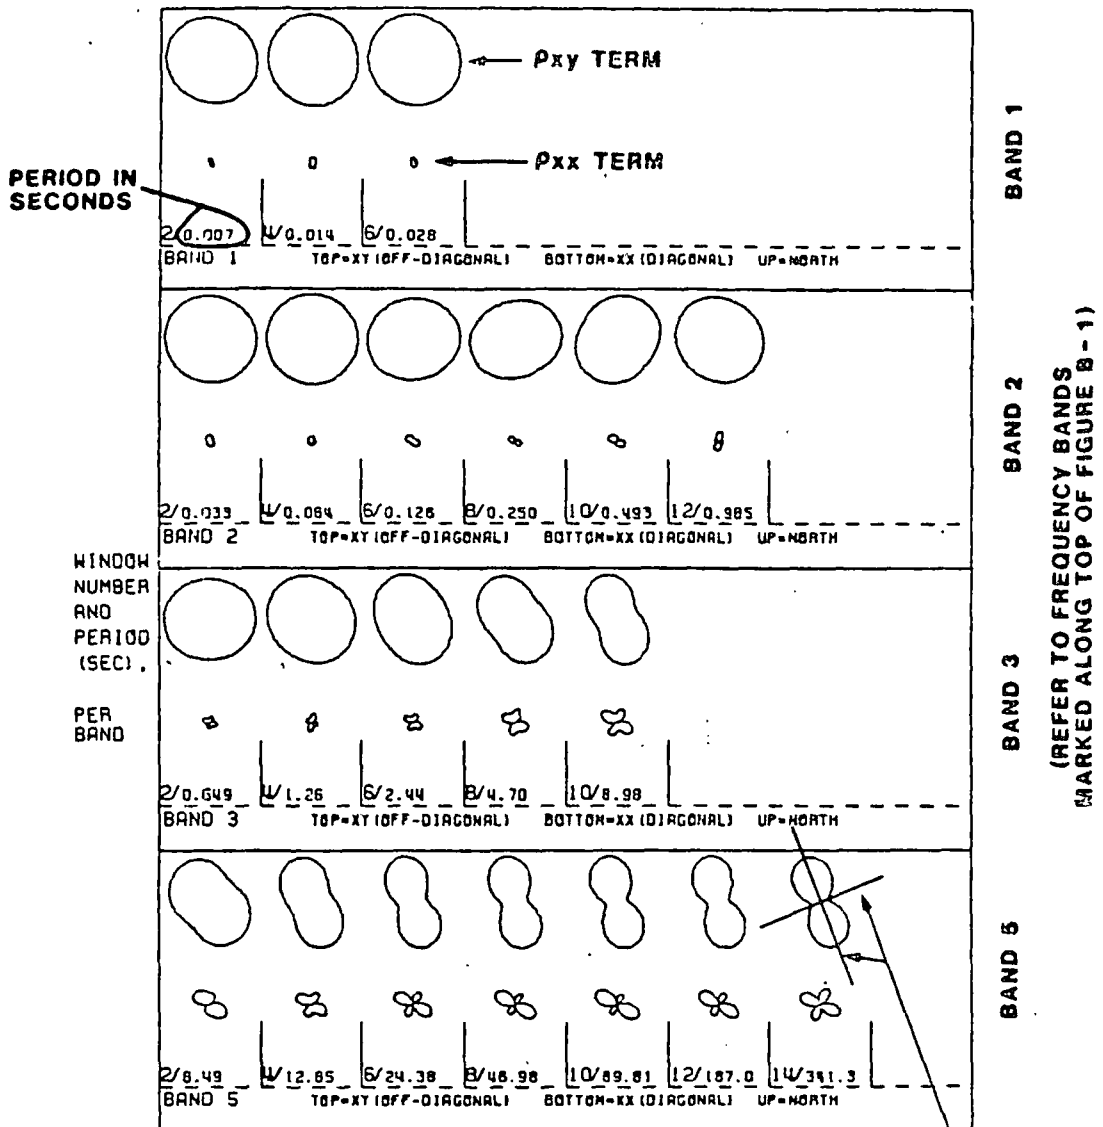 ρxy TERM
ρxx TERM
PERIOD IN
SECONDS
2/0.007 4/0.014 6/0.028
BAND 1 TOP=XY (OFF-DIAGONAL) BOTTOM=XX (DIAGONAL) UP=NORTH
BAND 1
2/0.033 4/0.064 6/0.126 8/0.250 10/0.493 12/0.985
BAND 2 TOP=XY (OFF-DIAGONAL) BOTTOM=XX (DIAGONAL) UP=NORTH
BAND 2
WINDOW
NUMBER
AND
PERIOD
(SEC).
PER
BAND
2/0.649 4/1.26 6/2.44 8/4.70 10/8.98
BAND 3 TOP=XY (OFF-DIAGONAL) BOTTOM=XX (DIAGONAL) UP=NORTH
BAND 3
2/6.49 4/12.65 6/24.38 8/46.98 10/89.81 12/187.0 14/341.3
BAND 5 TOP=XY (OFF-DIAGONAL) BOTTOM=XX (DIAGONAL) UP=NORTH
BAND 5
(REFER TO FREQUENCY BANDS
MARKED ALONG TOP OF FIGURE B-1)